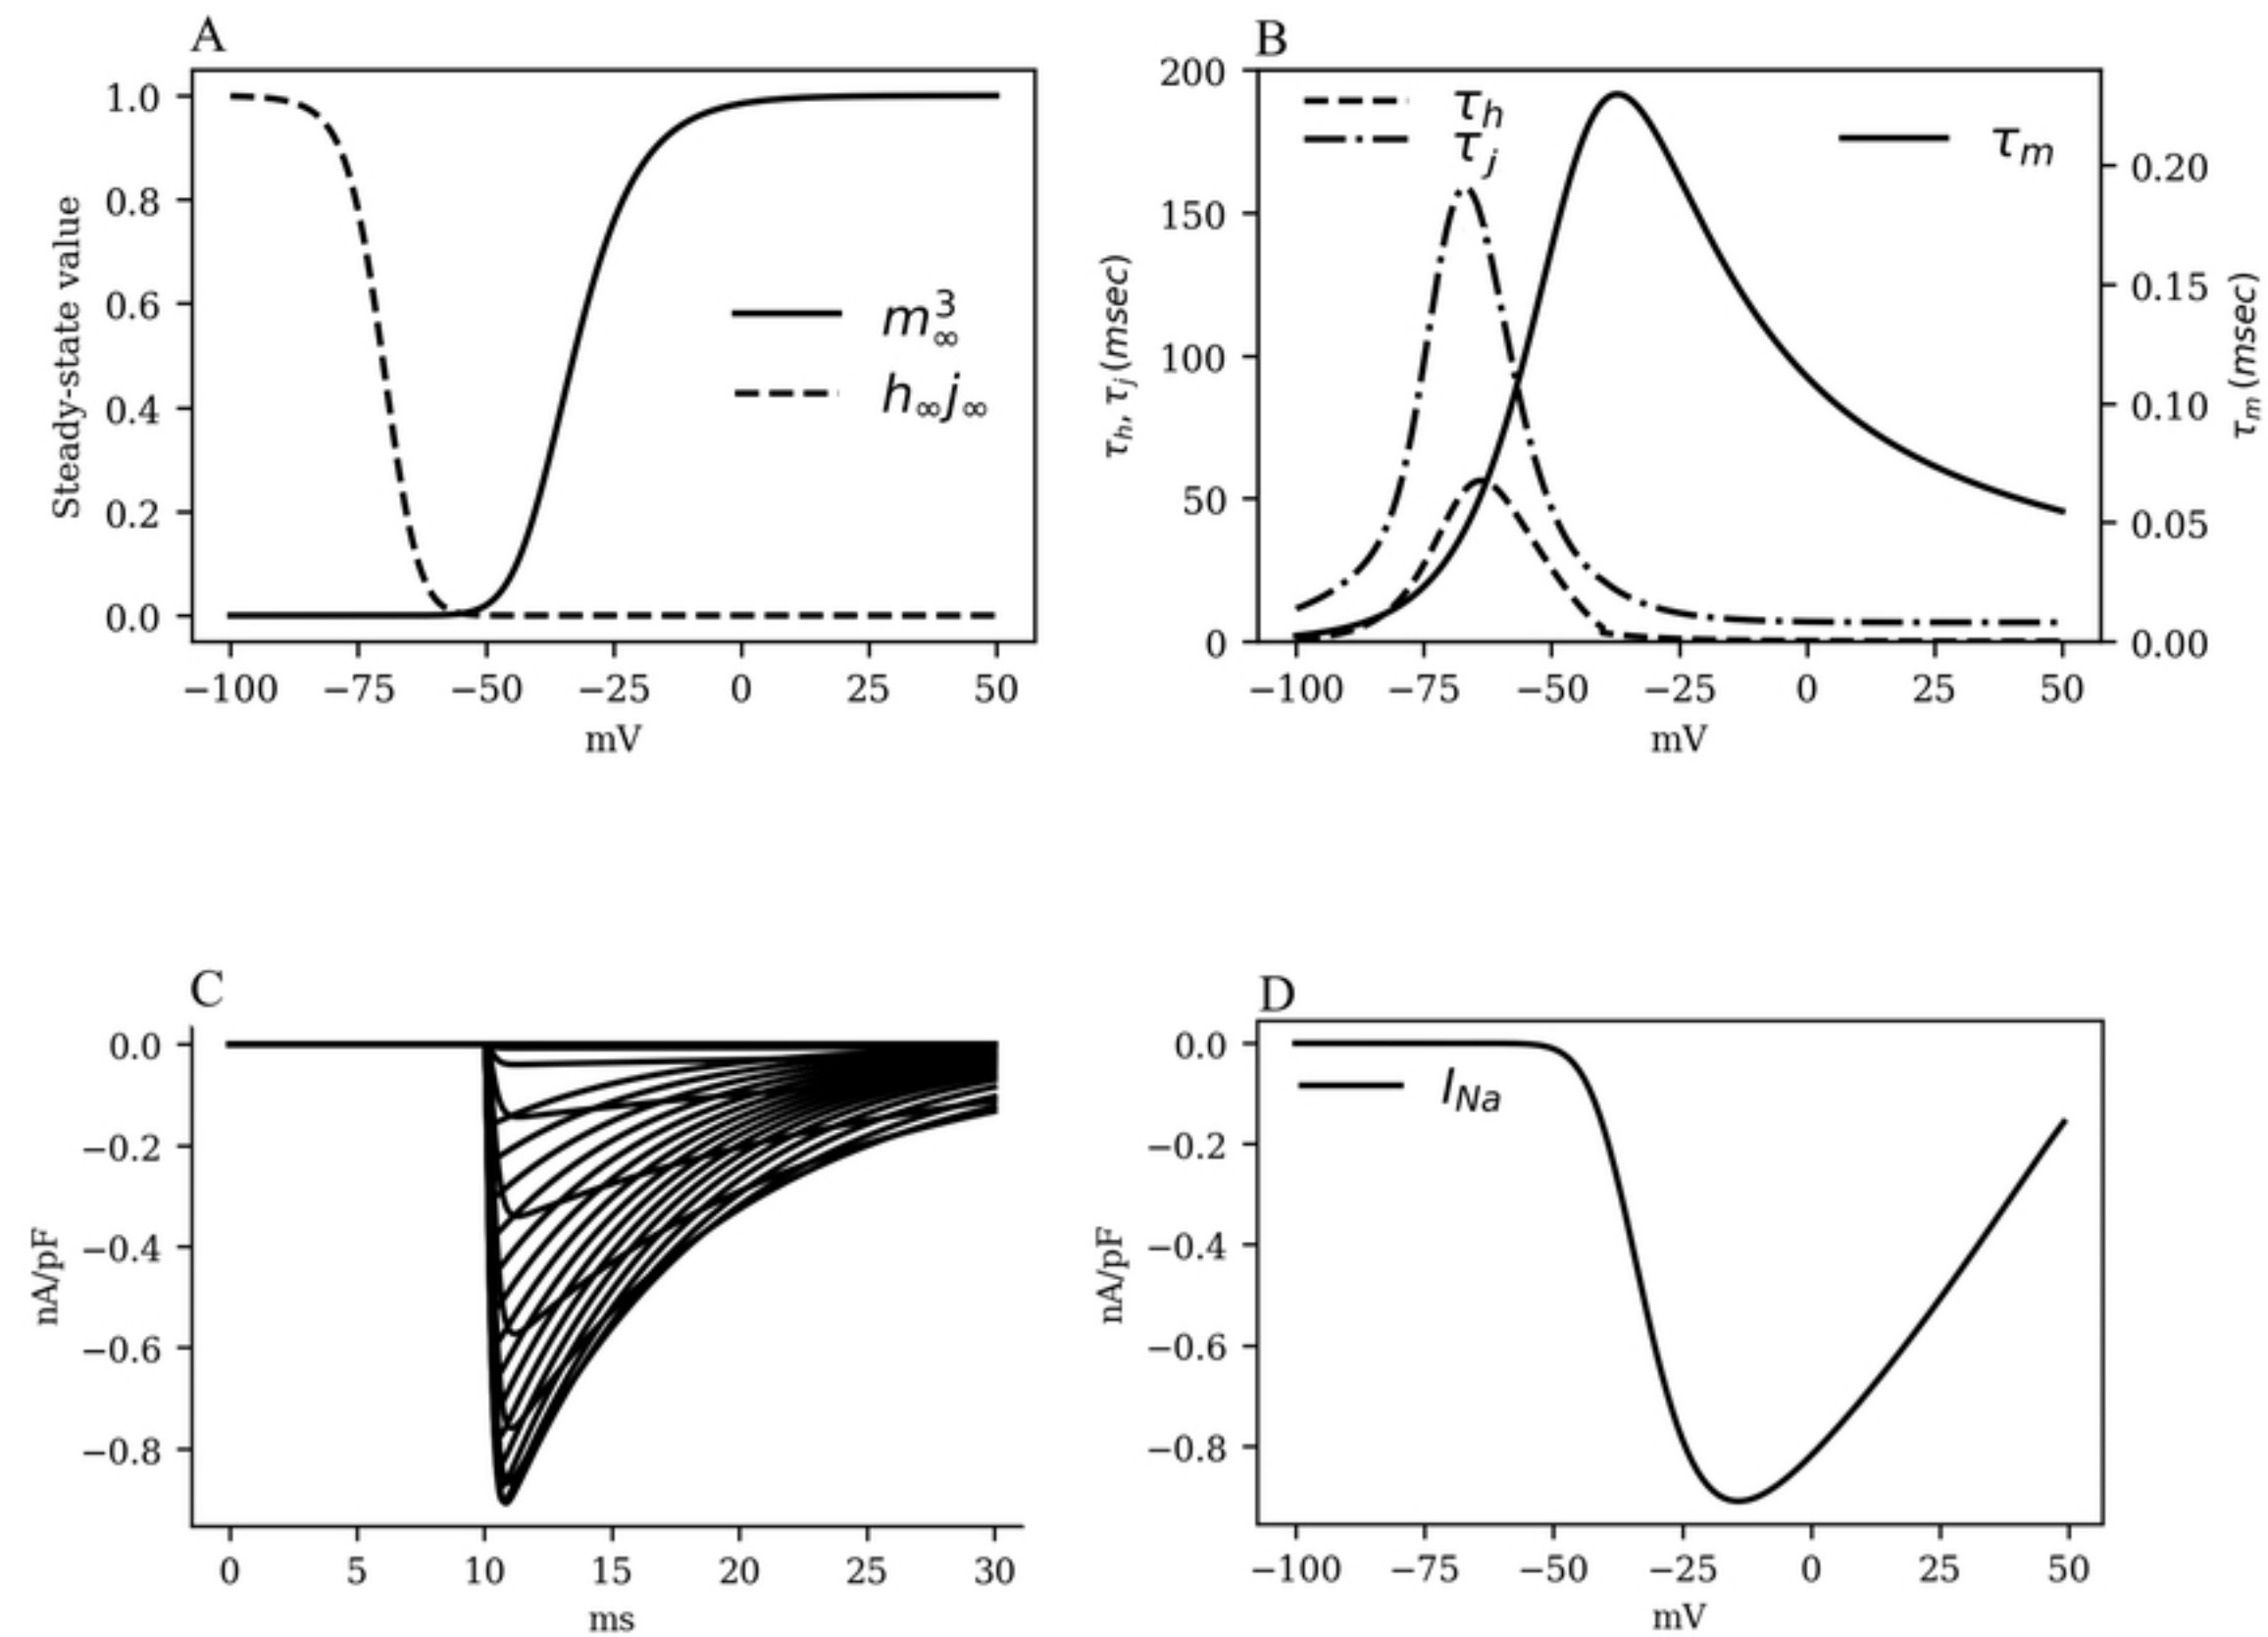 A
Steady-state value
1.0
0.8
0.6
0.4
0.2
0.0
m³∞
h∞j∞
−100 −75 −50 −25 0 25 50
mV
B
τh, τj (msec)
200
150
100
50
0
τh
τj
τm
0.20
0.15
0.10
0.05
0.00
τm (msec)
−100 −75 −50 −25 0 25 50
mV
C
nA/pF
0.0
−0.2
−0.4
−0.6
−0.8
0 5 10 15 20 25 30
ms
D
nA/pF
0.0
−0.2
−0.4
−0.6
−0.8
INa
−100 −75 −50 −25 0 25 50
mV